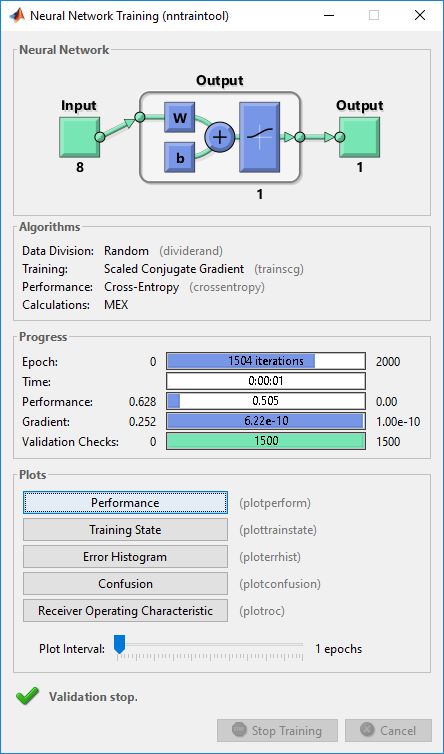 Neural Network Training (nntraintool)
Neural Network
Output
Input
Output
W
b
+
8
1
1
Algorithms
Data Division: Random (dividerand)
Training: Scaled Conjugate Gradient (trainscg)
Performance: Cross-Entropy (crossentropy)
Calculations: MEX
Progress
Epoch: 0 1504 iterations 2000
Time: 0:00:01
Performance: 0.628 0.505 0.00
Gradient: 0.252 6.22e-10 1.00e-10
Validation Checks: 0 1500 1500
Plots
Performance (plotperform)
Training State (plottrainstate)
Error Histogram (ploterrhist)
Confusion (plotconfusion)
Receiver Operating Characteristic (plotroc)
Plot Interval: 1 epochs
Validation stop.
Stop Training Cancel